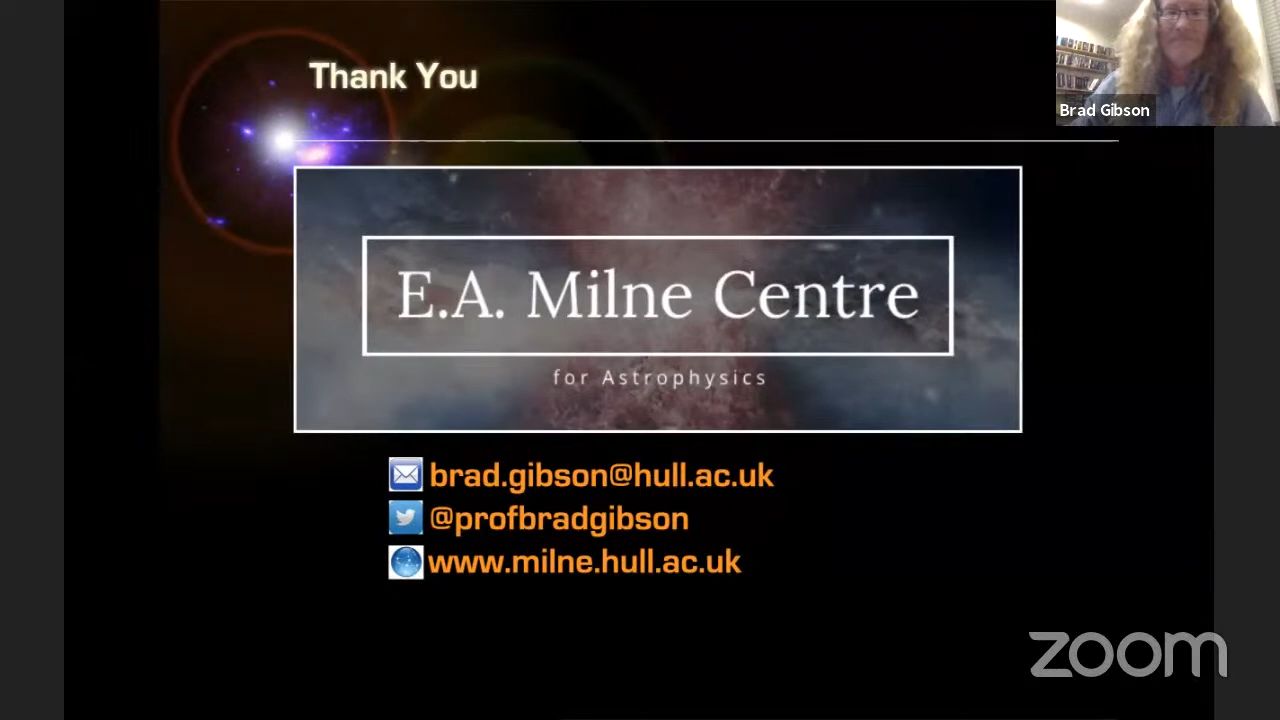 Thank You
Brad Gibson
E.A. Milne Centre
for Astrophysics
brad.gibson@hull.ac.uk
@profbradgibson
www.milne.hull.ac.uk
zoom